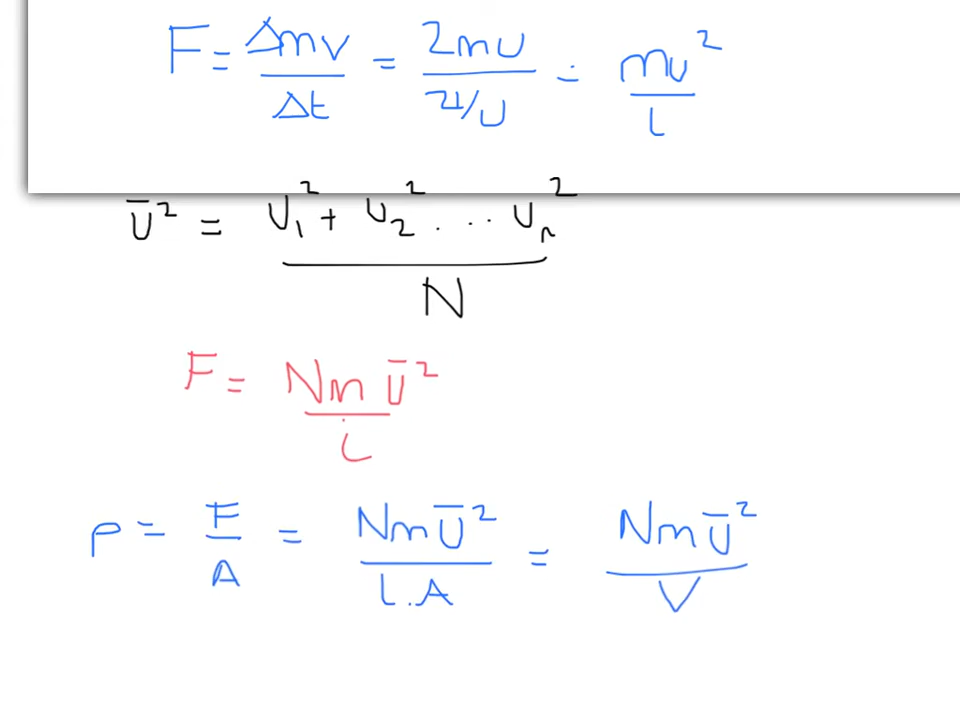 F = Δmv/Δt = 2mU/2l/U = mU²/l
Ū² = U₁² + U₂² . ... Uₙ²/N
F = NmŪ²/L
P = F/A = NmŪ²/L.A = NmŪ²/V